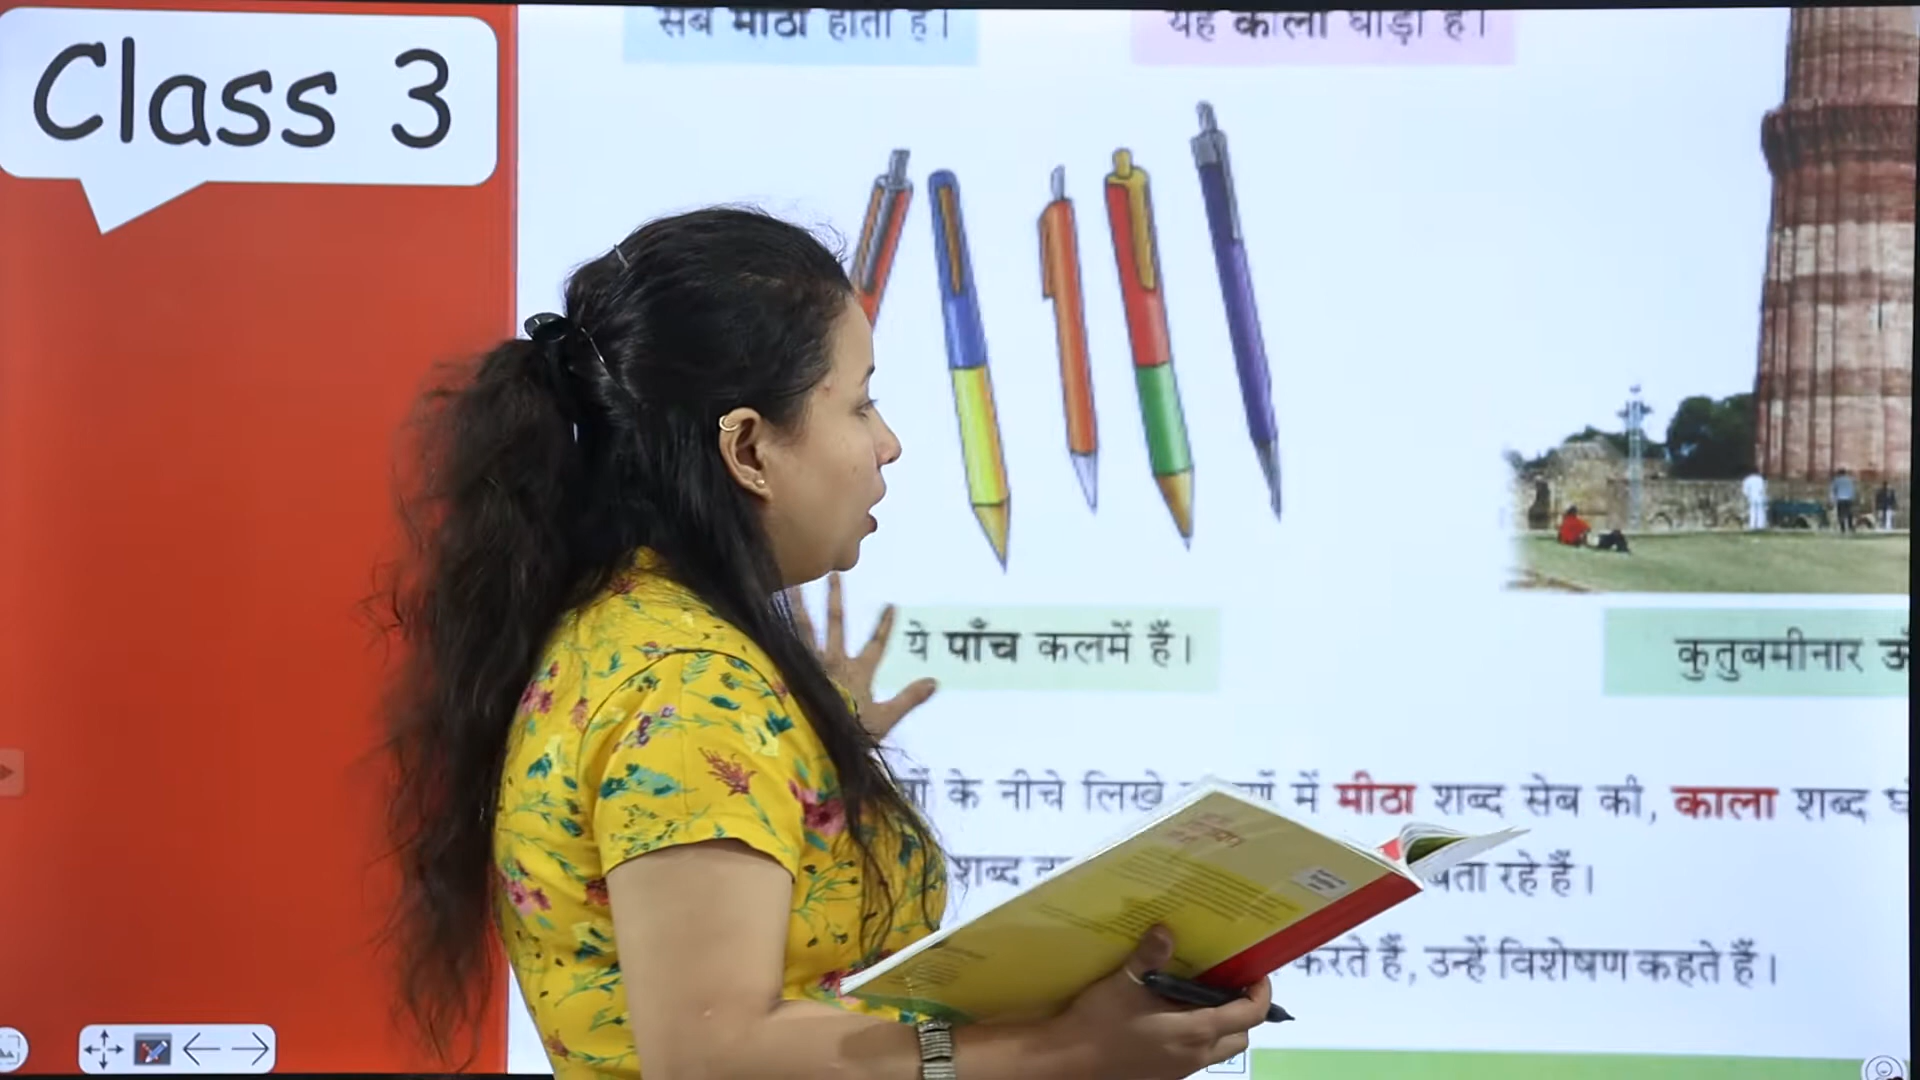 Class 3
सेब मीठा होता है।
यह काला घोड़ा है।
ये पाँच कलमें हैं।
कुतुबमीनार
के नीचे लिखे में मीठा शब्द सेब की, काला शब्द
शब्द बता रहे हैं।
करते हैं, उन्हें विशेषण कहते हैं।